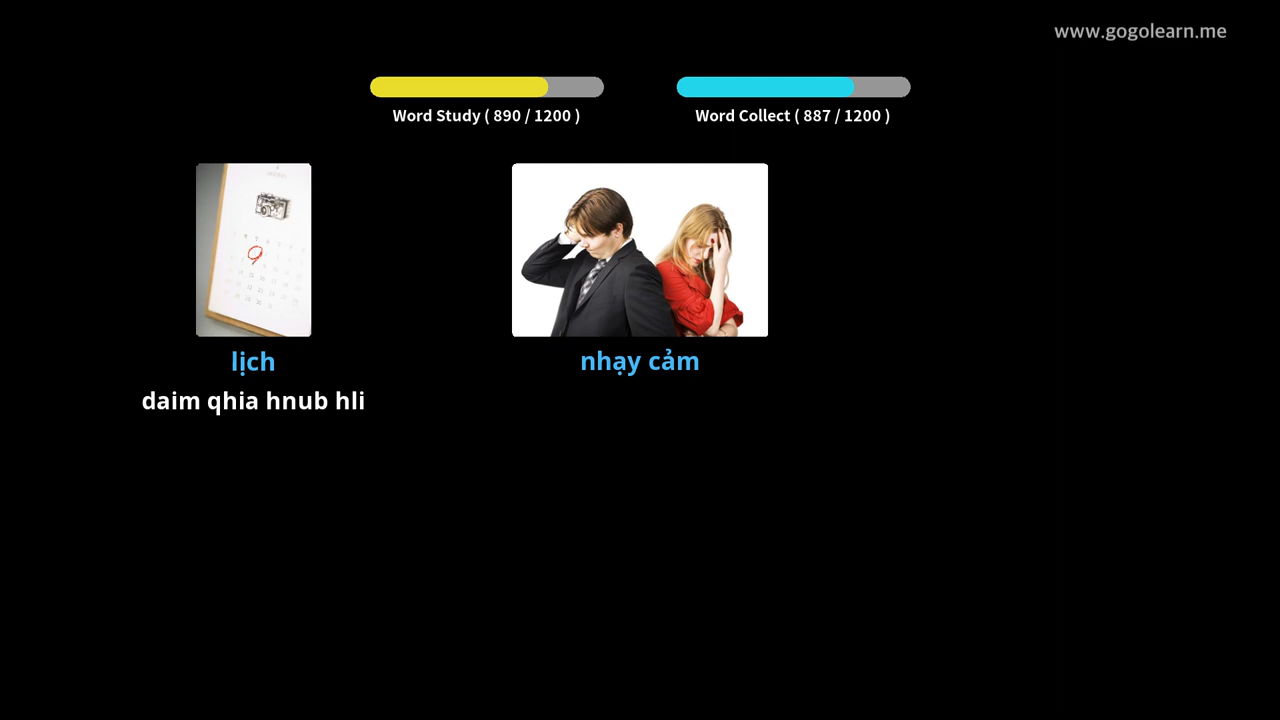 www.gogolearn.me
Word Study ( 890 / 1200 )
Word Collect ( 887 / 1200 )
lịch
nhạy cảm
daim qhia hnub hli